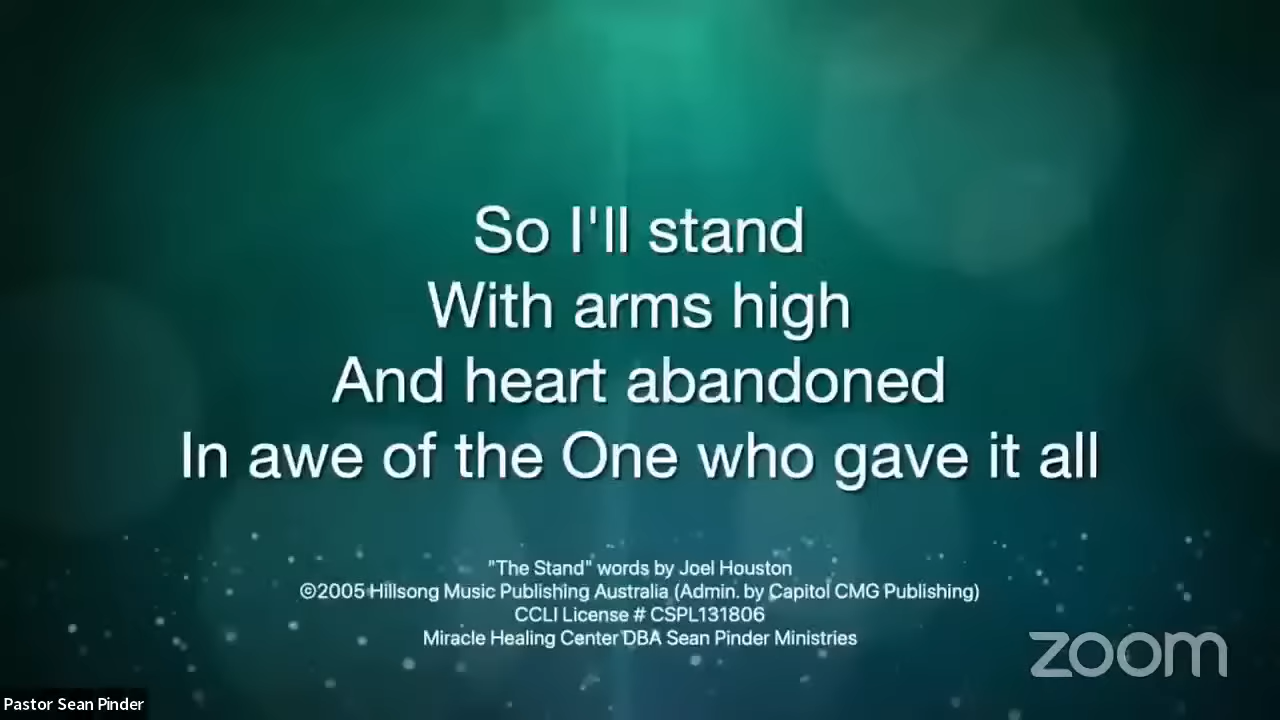 So I'll stand
With arms high
And heart abandoned
In awe of the One who gave it all
"The Stand" words by Joel Houston
©2005 Hillsong Music Publishing Australia (Admin. by Capitol CMG Publishing)
CCLI License # CSPL131806
Miracle Healing Center DBA Sean Pinder Ministries
zoom
Pastor Sean Pinder